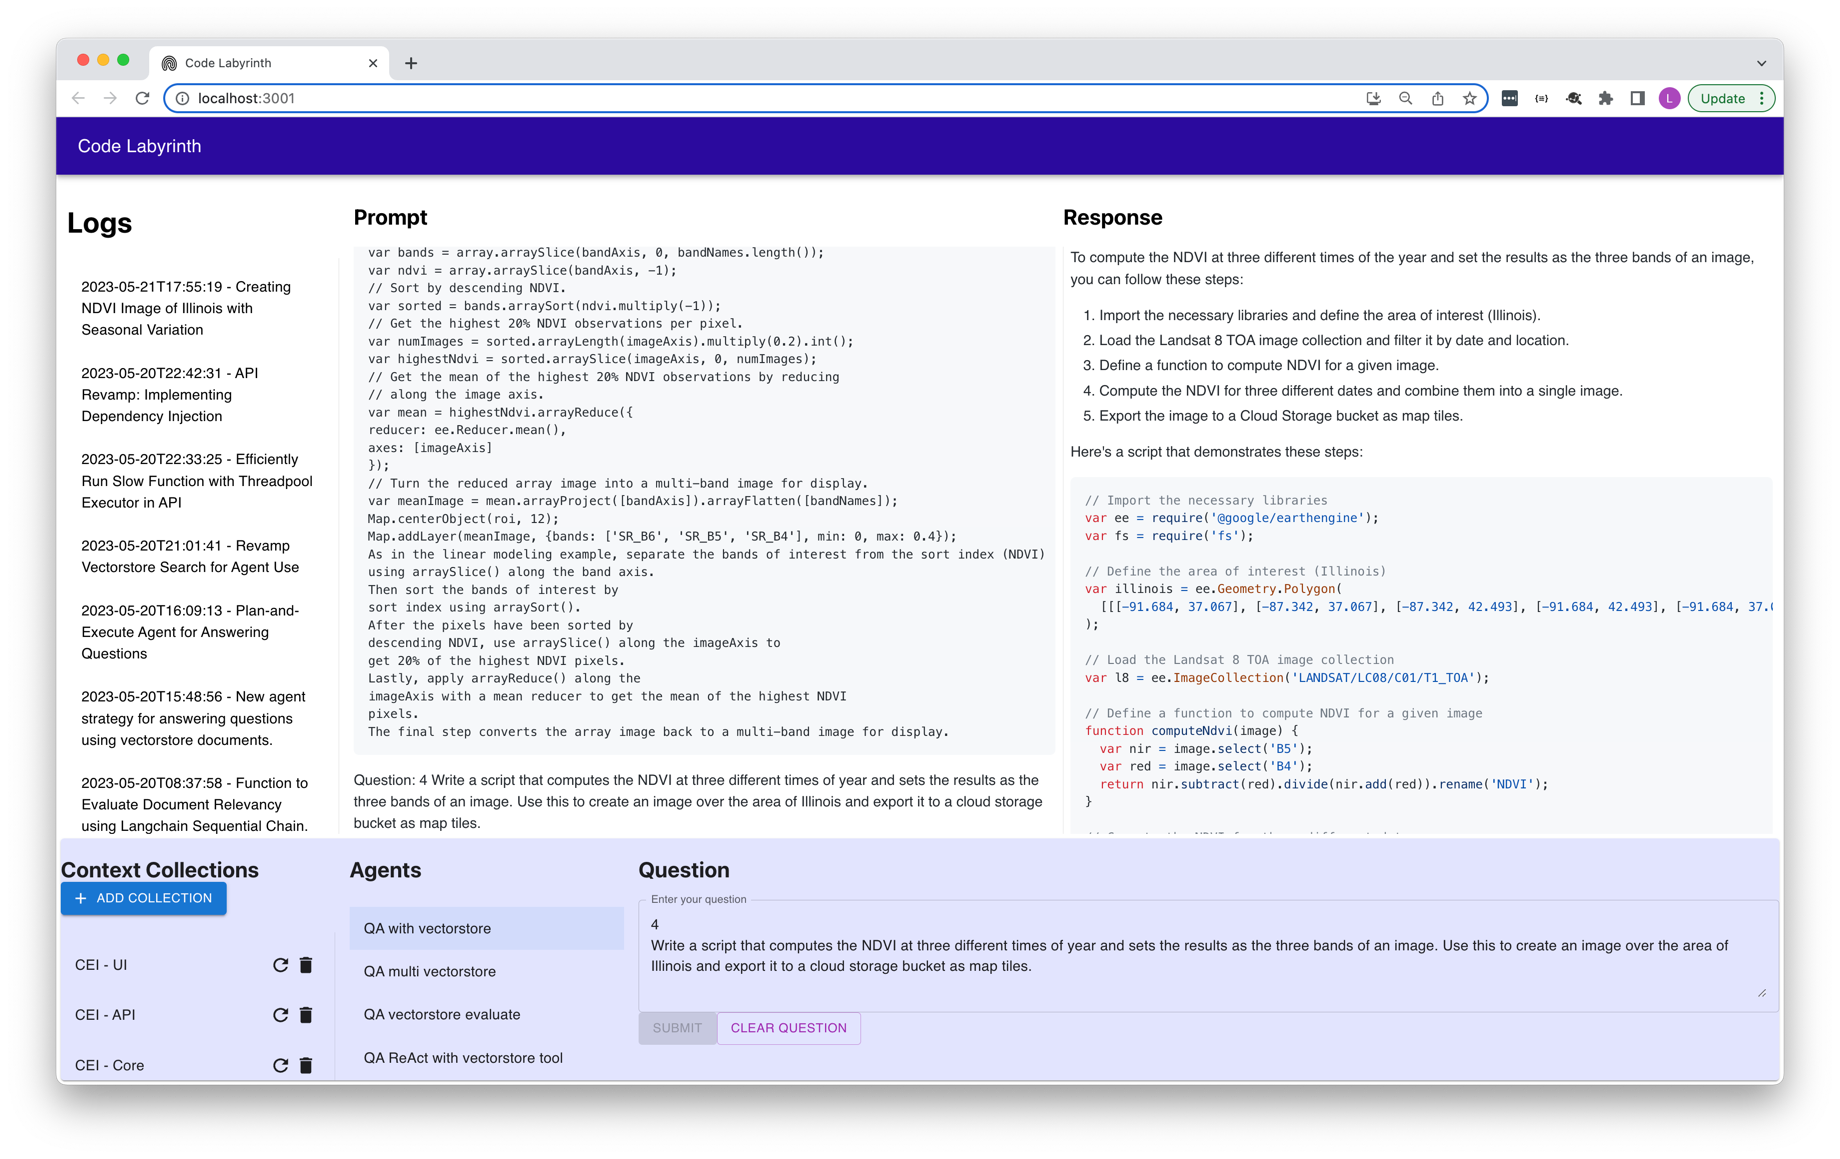 Code Labyrinth
localhost:3001
L
Update
Code Labyrinth
Logs
2023-05-21T17:55:19 - Creating
NDVI Image of Illinois with
Seasonal Variation
2023-05-20T22:42:31 - API
Revamp: Implementing
Dependency Injection
2023-05-20T22:33:25 - Efficiently
Run Slow Function with Threadpool
Executor in API
2023-05-20T21:01:41 - Revamp
Vectorstore Search for Agent Use
2023-05-20T16:09:13 - Plan-and-
Execute Agent for Answering
Questions
2023-05-20T15:48:56 - New agent
strategy for answering questions
using vectorstore documents.
2023-05-20T08:37:58 - Function to
Evaluate Document Relevancy
using Langchain Sequential Chain.
Prompt
var bands = array.arraySlice(bandAxis, 0, bandNames.length());
var ndvi = array.arraySlice(bandAxis, -1);
// Sort by descending NDVI.
var sorted = bands.arraySort(ndvi.multiply(-1));
// Get the highest 20% NDVI observations per pixel.
var numImages = sorted.arrayLength(imageAxis).multiply(0.2).int();
var highestNdvi = sorted.arraySlice(imageAxis, 0, numImages);
// Get the mean of the highest 20% NDVI observations by reducing
// along the image axis.
var mean = highestNdvi.arrayReduce({
reducer: ee.Reducer.mean(),
axes: [imageAxis]
});
// Turn the reduced array image into a multi-band image for display.
var meanImage = mean.arrayProject([bandAxis]).arrayFlatten([bandNames]);
Map.centerObject(roi, 12);
Map.addLayer(meanImage, {bands: ['SR_B6', 'SR_B5', 'SR_B4'], min: 0, max: 0.4});
As in the linear modeling example, separate the bands of interest from the sort index (NDVI)
using arraySlice() along the band axis.
Then sort the bands of interest by
sort index using arraySort().
After the pixels have been sorted by
descending NDVI, use arraySlice() along the imageAxis to
get 20% of the highest NDVI pixels.
Lastly, apply arrayReduce() along the
imageAxis with a mean reducer to get the mean of the highest NDVI
pixels.
The final step converts the array image back to a multi-band image for display.
Question: 4 Write a script that computes the NDVI at three different times of year and sets the results as the
three bands of an image. Use this to create an image over the area of Illinois and export it to a cloud storage
bucket as map tiles.
Response
To compute the NDVI at three different times of the year and set the results as the three bands of an image,
you can follow these steps:
1. Import the necessary libraries and define the area of interest (Illinois).
2. Load the Landsat 8 TOA image collection and filter it by date and location.
3. Define a function to compute NDVI for a given image.
4. Compute the NDVI for three different dates and combine them into a single image.
5. Export the image to a Cloud Storage bucket as map tiles.
Here's a script that demonstrates these steps:
// Import the necessary libraries
var ee = require('@google/earthengine');
var fs = require('fs');
// Define the area of interest (Illinois)
var illinois = ee.Geometry.Polygon(
[[[-91.684, 37.067], [-87.342, 37.067], [-87.342, 42.493], [-91.684, 42.493], [-91.684, 37.
);
// Load the Landsat 8 TOA image collection
var l8 = ee.ImageCollection('LANDSAT/LC08/C01/T1_TOA');
// Define a function to compute NDVI for a given image
function computeNdvi(image) {
var nir = image.select('B5');
var red = image.select('B4');
return nir.subtract(red).divide(nir.add(red)).rename('NDVI');
}
Context Collections
+ ADD COLLECTION
CEI - UI
CEI - API
CEI - Core
Agents
QA with vectorstore
QA multi vectorstore
QA vectorstore evaluate
QA ReAct with vectorstore tool
Question
Enter your question
4
Write a script that computes the NDVI at three different times of year and sets the results as the three bands of an image. Use this to create an image over the area of
Illinois and export it to a cloud storage bucket as map tiles.
SUBMIT
CLEAR QUESTION